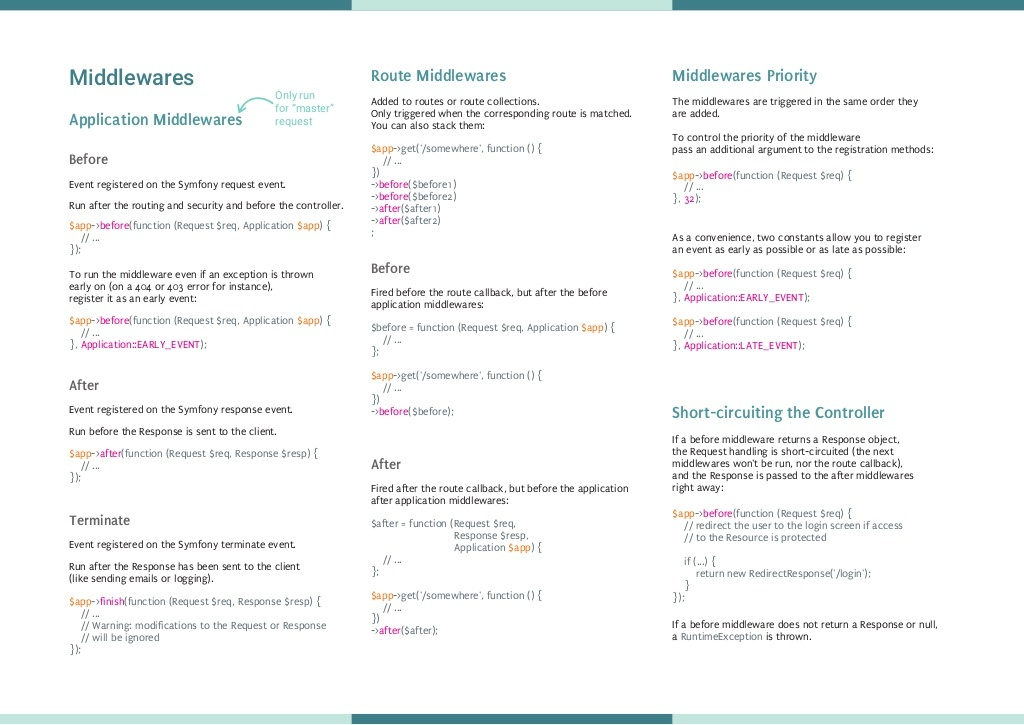 Middlewares
Application Middlewares
Only run
for "master"
request
Before
Event registered on the Symfony request event.
Run after the routing and security and before the controller.
$app->before(function (Request $req, Application $app) {
// ...
});
To run the middleware even if an exception is thrown
early on (on a 404 or 403 error for instance),
register it as an early event:
$app->before(function (Request $req, Application $app) {
// ...
}, Application::EARLY_EVENT);
After
Event registered on the Symfony response event.
Run before the Response is sent to the client.
$app->after(function (Request $req, Response $resp) {
// ...
});
Terminate
Event registered on the Symfony terminate event.
Run after the Response has been sent to the client
(like sending emails or logging).
$app->finish(function (Request $req, Response $resp) {
// ...
// Warning: modifications to the Request or Response
// will be ignored
});
Route Middlewares
Added to routes or route collections.
Only triggered when the corresponding route is matched.
You can also stack them:
$app->get('/somewhere', function () {
// ...
})
->before($before1)
->before($before2)
->after($after1)
->after($after2)
;
Before
Fired before the route callback, but after the before
application middlewares:
$before = function (Request $req, Application $app) {
// ...
};
$app->get('/somewhere', function () {
// ...
})
->before($before);
After
Fired after the route callback, but before the application
after application middlewares:
$after = function (Request $req,
Response $resp,
Application $app) {
// ...
};
$app->get('/somewhere', function () {
// ...
})
->after($after);
Middlewares Priority
The middlewares are triggered in the same order they
are added.
To control the priority of the middleware
pass an additional argument to the registration methods:
$app->before(function (Request $req) {
// ...
}, 32);
As a convenience, two constants allow you to register
an event as early as possible or as late as possible:
$app->before(function (Request $req) {
// ...
}, Application::EARLY_EVENT);
$app->before(function (Request $req) {
// ...
}, Application::LATE_EVENT);
Short-circuiting the Controller
If a before middleware returns a Response object,
the Request handling is short-circuited (the next
middlewares won't be run, nor the route callback),
and the Response is passed to the after middlewares
right away:
$app->before(function (Request $req) {
// redirect the user to the login screen if access
// to the Resource is protected
if (...) {
return new RedirectResponse('/login');
}
});
If a before middleware does not return a Response or null,
a RuntimeException is thrown.